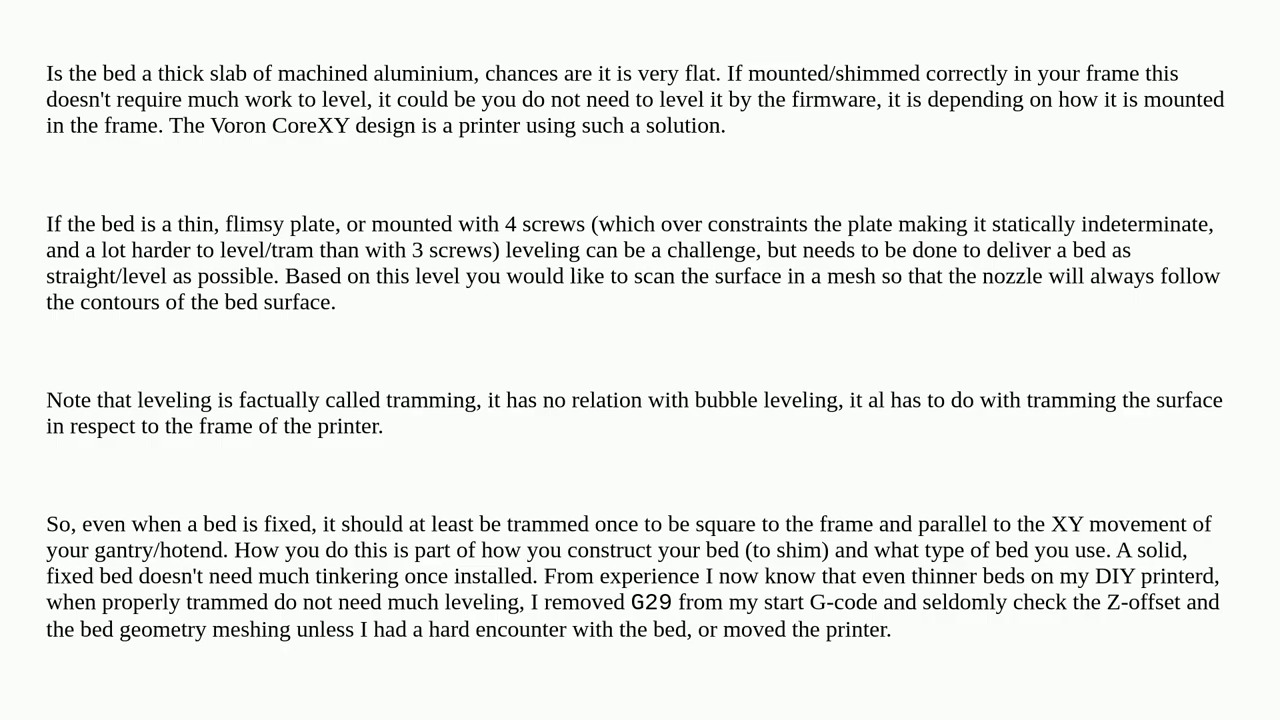 Is the bed a thick slab of machined aluminium, chances are it is very flat. If mounted/shimmed correctly in your frame this
doesn't require much work to level, it could be you do not need to level it by the firmware, it is depending on how it is mounted
in the frame. The Voron CoreXY design is a printer using such a solution.
If the bed is a thin, flimsy plate, or mounted with 4 screws (which over constraints the plate making it statically indeterminate,
and a lot harder to level/tram than with 3 screws) leveling can be a challenge, but needs to be done to deliver a bed as
straight/level as possible. Based on this level you would like to scan the surface in a mesh so that the nozzle will always follow
the contours of the bed surface.
Note that leveling is factually called tramming, it has no relation with bubble leveling, it al has to do with tramming the surface
in respect to the frame of the printer.
So, even when a bed is fixed, it should at least be trammed once to be square to the frame and parallel to the XY movement of
your gantry/hotend. How you do this is part of how you construct your bed (to shim) and what type of bed you use. A solid,
fixed bed doesn't need much tinkering once installed. From experience I now know that even thinner beds on my DIY printerd,
when properly trammed do not need much leveling, I removed G29 from my start G-code and seldomly check the Z-offset and
the bed geometry meshing unless I had a hard encounter with the bed, or moved the printer.